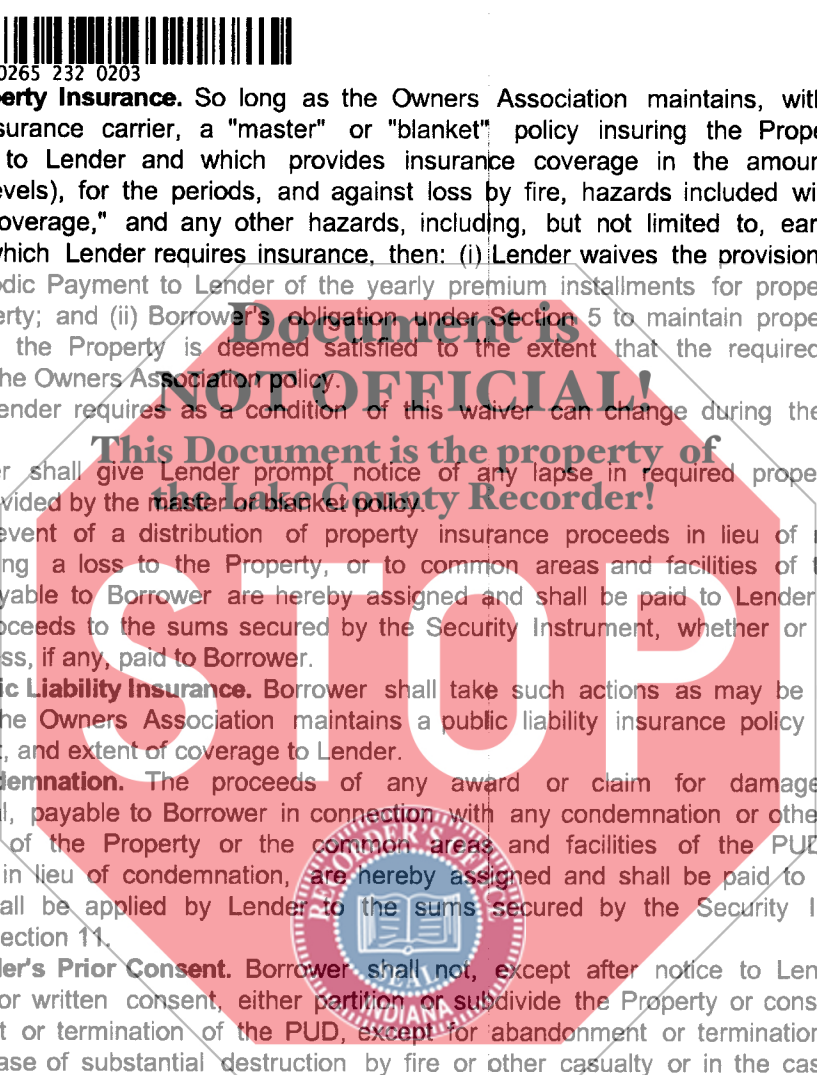 0265 232 0203
erty Insurance. So long as the Owners Association maintains, with
surance carrier, a "master" or "blanket" policy insuring the Prope
to Lender and which provides insurance coverage in the amoun
evels), for the periods, and against loss by fire, hazards included wi
overage," and any other hazards, including, but not limited to, ear
which Lender requires insurance, then: (i) Lender waives the provision
odic Payment to Lender of the yearly premium installments for prope
erty; and (ii) Borrower's obligation under Section 5 to maintain prope
the Property is deemed satisfied to the extent that the required
he Owners Association policy.
ender requires as a condition of this waiver can change during the
er shall give Lender prompt notice of any lapse in required prope
vided by the master or blanket policy.
event of a distribution of property insurance proceeds in lieu of
ng a loss to the Property, or to common areas and facilities of t
yable to Borrower are hereby assigned and shall be paid to Lender
oceeds to the sums secured by the Security Instrument, whether or
ss, if any, paid to Borrower.
ic Liability Insurance. Borrower shall take such actions as may be
he Owners Association maintains a public liability insurance policy
, and extent of coverage to Lender.
demnation. The proceeds of any award or claim for damage
l, payable to Borrower in connection with any condemnation or othe
of the Property or the common areas and facilities of the PUD
in lieu of condemnation, are hereby assigned and shall be paid to
all be applied by Lender to the sums secured by the Security I
ection 11.
der's Prior Consent. Borrower shall not, except after notice to Len
or written consent, either partition or subdivide the Property or cons
t or termination of the PUD, except for abandonment or termination
ase of substantial destruction by fire or other casualty or in the cas
Document is
NOT OFFICIAL!
This Document is the property of
the Lake County Recorder!
STOP
RECORDER'S OFFICE
SEAL
INDIANA